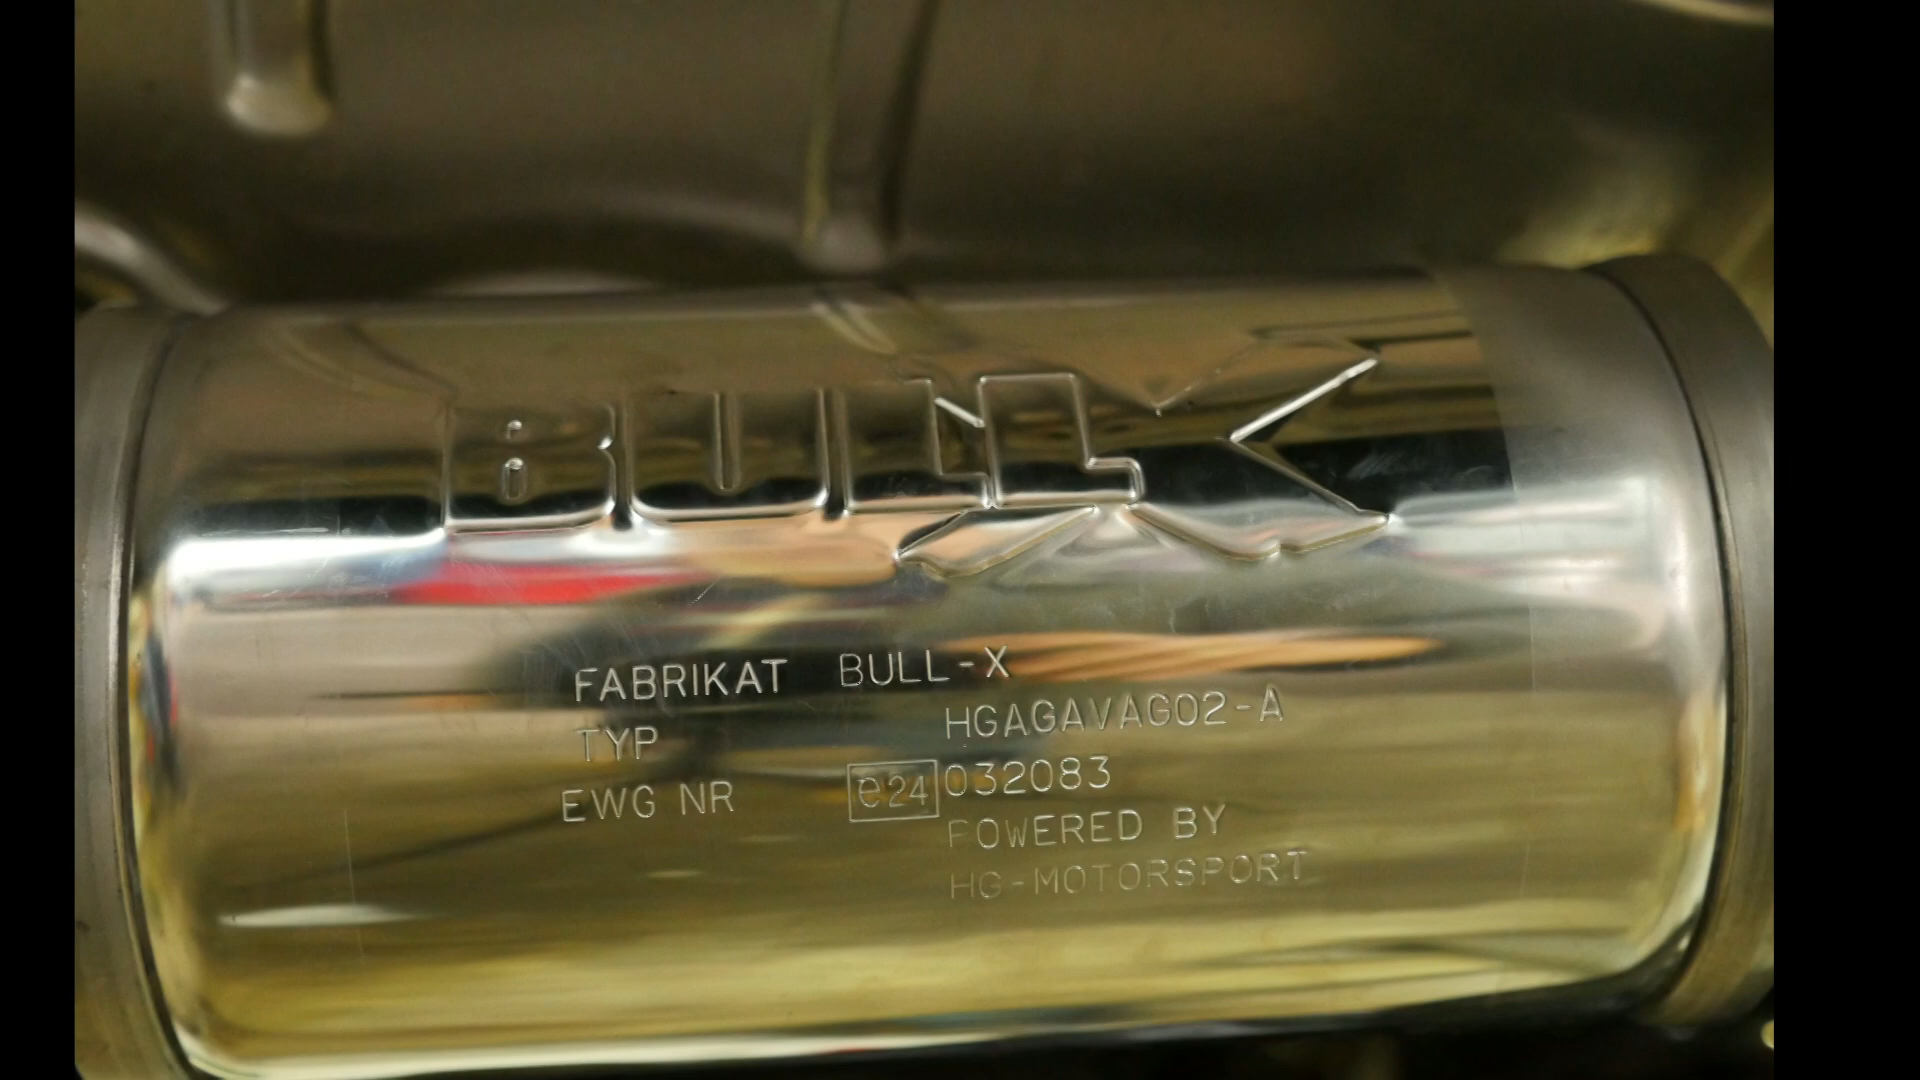 BULL-X
FABRIKAT BULL-X
TYP HGAGAVAG02-A
EWG NR e24 032083
POWERED BY
HG-MOTORSPORT